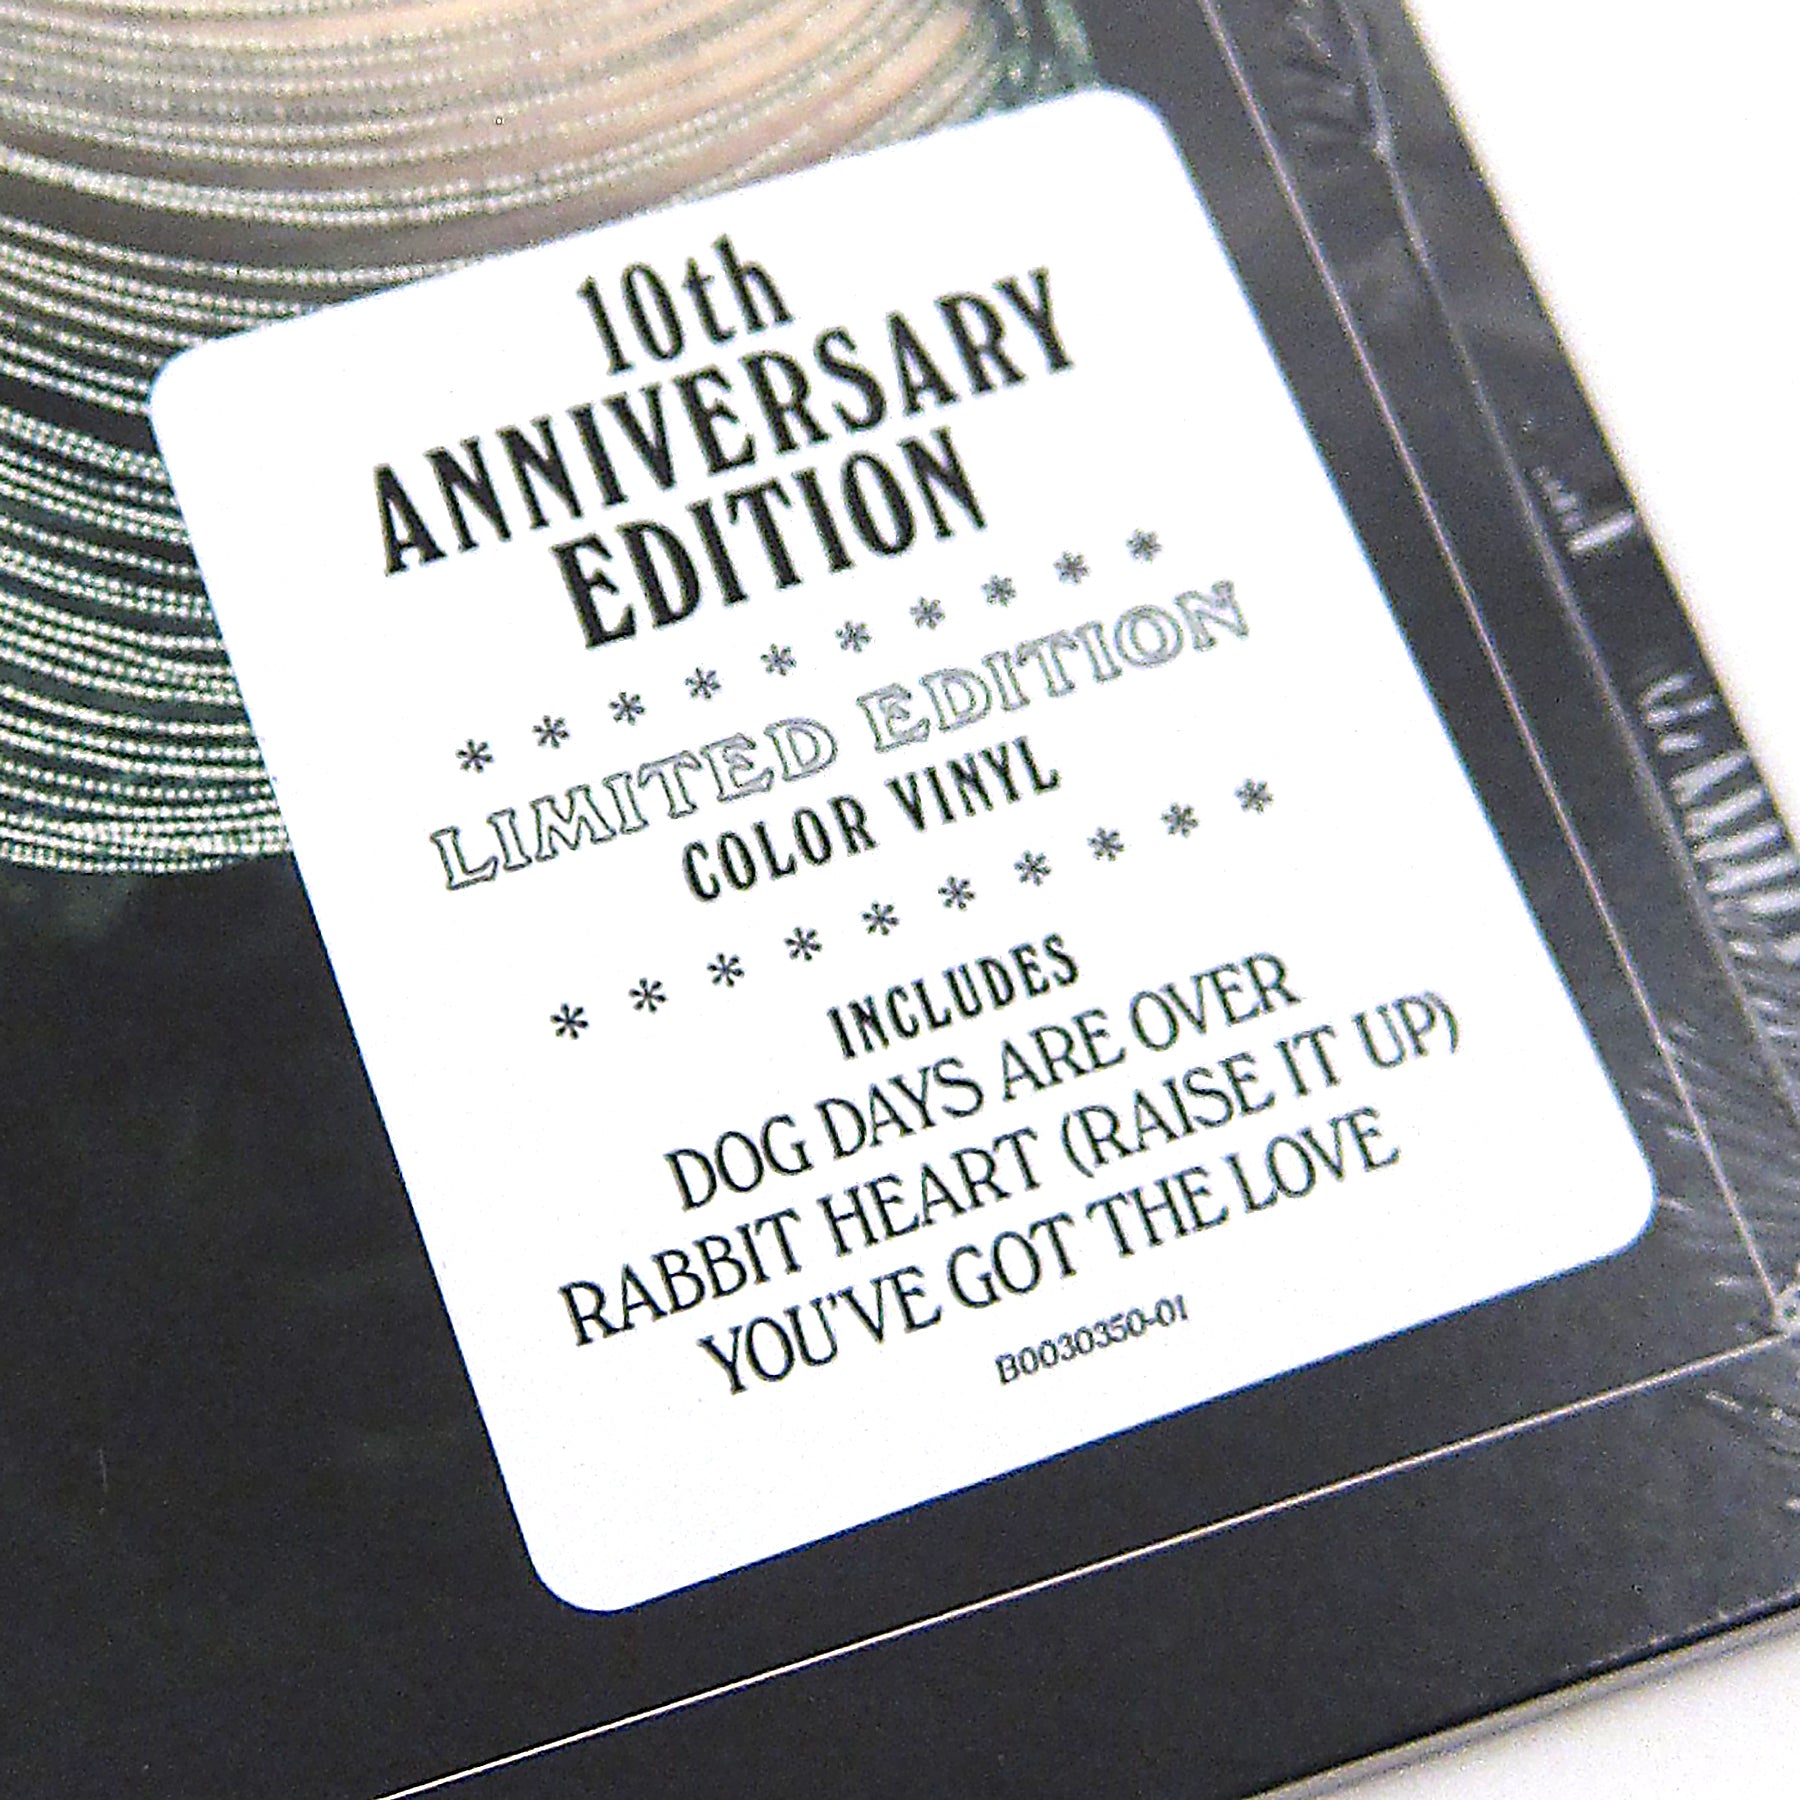 10th
ANNIVERSARY
EDITION
* * * * * * * * * *
LIMITED EDITION
COLOR VINYL
* * * * * * * * * *
INCLUDES
DOG DAYS ARE OVER
RABBIT HEART (RAISE IT UP)
YOU'VE GOT THE LOVE
B0030350-01